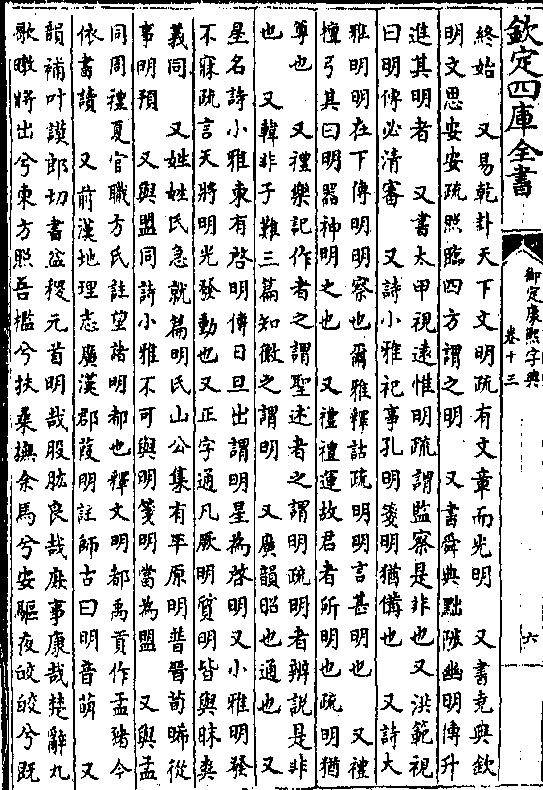 欽定四庫全書
御定康熙字典
卷十三
六
終始　又易乾卦天下文明疏有文章而光明　又書堯典欽
明文思安安疏照臨四方謂之明　又書舜典黜陟幽明傳升
進其明者　又書太甲視遠惟明疏謂監察是非也又洪範視
曰明傳必清審　又詩小雅祀事孔明箋明猶備也　又詩大
雅明明在下傳明明察也爾雅釋詁疏明明言甚明也　又禮
檀弓其曰明器神明之也　又禮禮運故君者所明也疏明猶
尊也　又禮樂記作者之謂聖述者之謂明疏明者辨說是非
也　又韓非子難三篇知微之謂明　又廣韻昭也通也　又
星名詩小雅東有啓明傳日旦出謂明星為啓明又小雅明發
不寐疏言天將明光發動也又正字通凡厥明質明皆與昧爽
義同　又姓姓氏急就篇明氏山公集有平原明普晉荀晞從
事明預　又與盟同詩小雅不可與明箋明當為盟　又與孟
同周禮夏官職方氏註望諸明都也釋文明都禹貢作孟豬今
依書讀　又前漢地理志廣漢郡葭明註師古曰明音萌　又
韻補叶謨郎切書益稷元首明哉股肱良哉庶事康哉楚辭九
歌暾將出兮東方照吾檻兮扶桑撫余馬兮安驅夜皎皎兮既